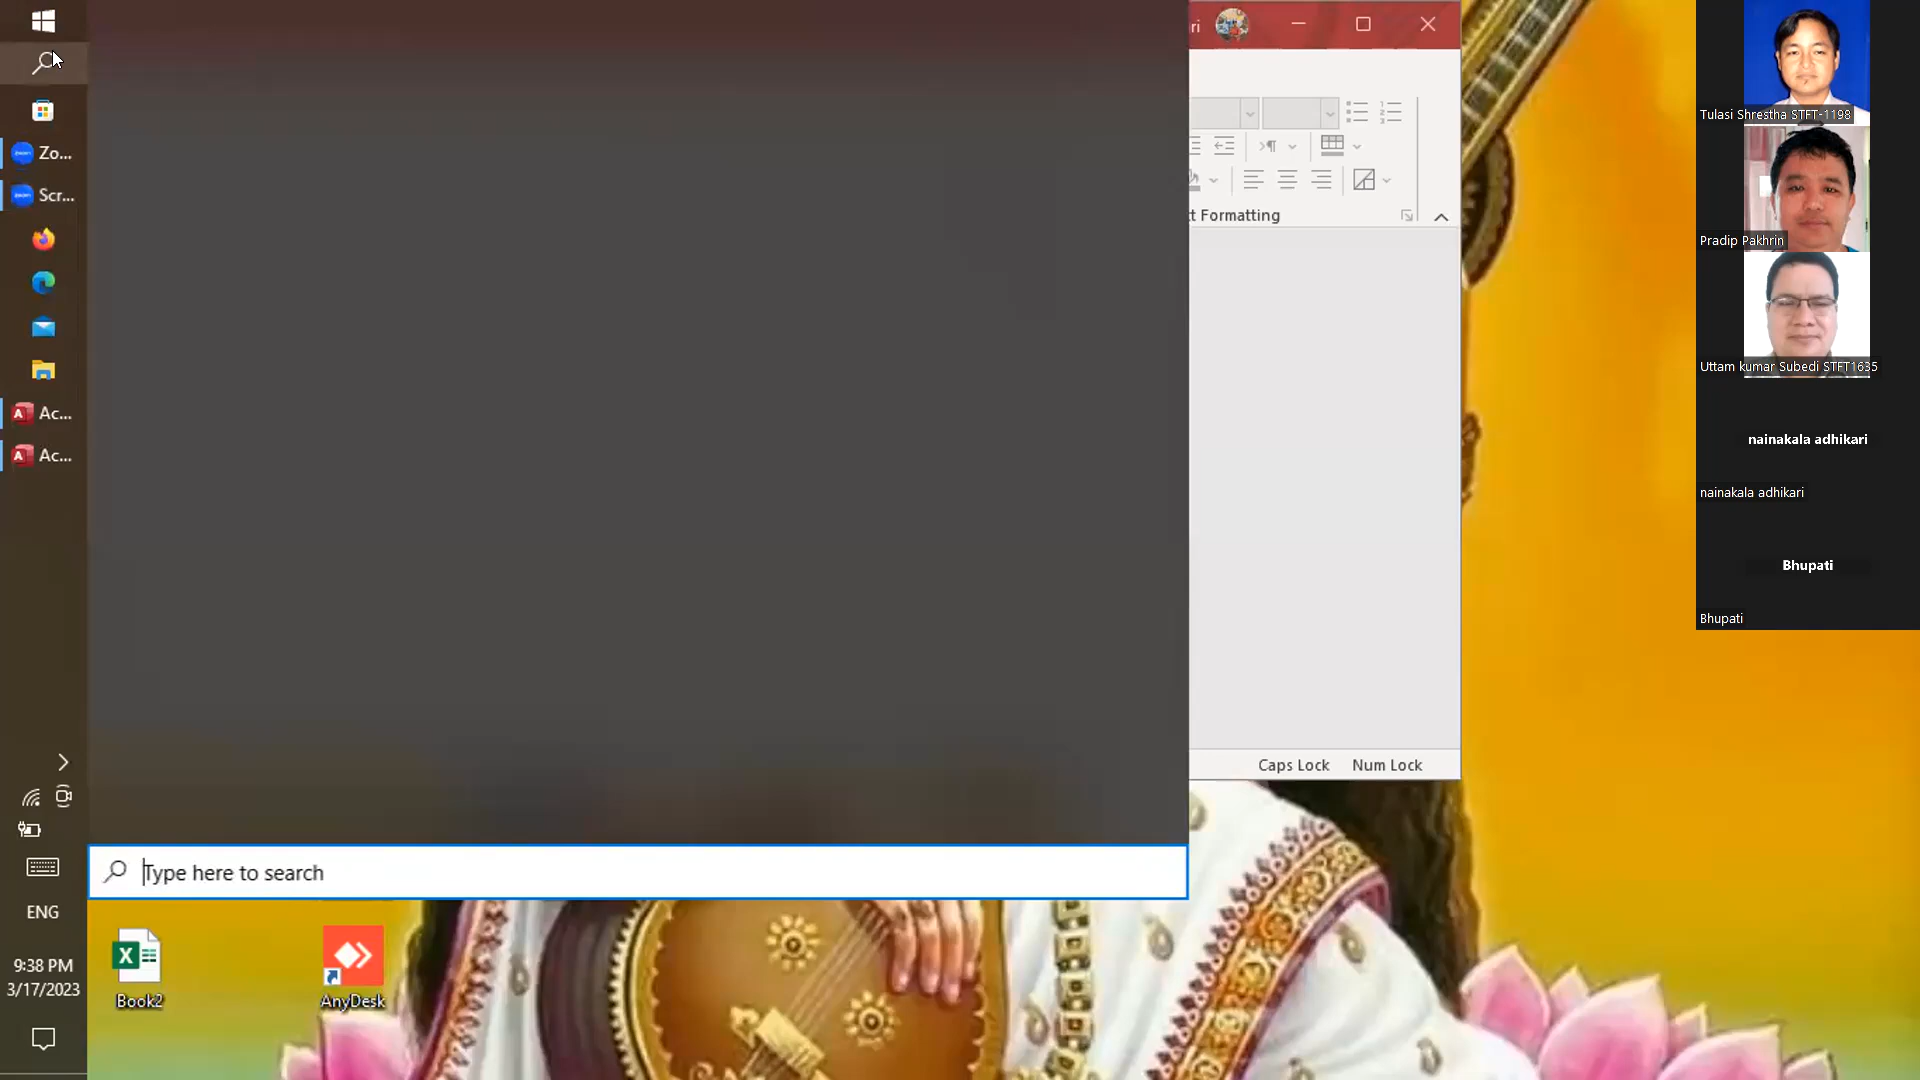 Zo...
Scr...
Ac...
Ac...
ENG
9:38 PM
3/17/2023
Type here to search
Book2
AnyDesk
ri
t Formatting
Caps Lock
Num Lock
Tulasi Shrestha STFT-1198
Pradip Pakhrin
Uttam kumar Subedi STFT1635
nainakala adhikari
nainakala adhikari
Bhupati
Bhupati